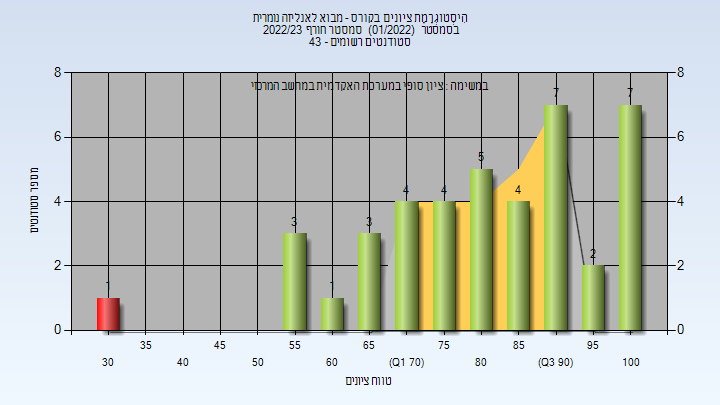 הִיסְטוֹגְרָמַת ציונים בקורס - מבוא לאנליזה נומרית
בסמסטר (01/2022) סמסטר חורף 2022/23
סטודנטים רשומים - 43
במשימה : ציון סופי במערכת האקדמית במחשב המרכזי
8 8
7 7
6 6
5
4 4 4 4 4
3 3
2 2 2
1 1
0 0
35 45 55 65 75 85 95
30 40 50 60 (Q1 70) 80 (Q3 90) 100
מספר סטודנטים
טווח ציונים